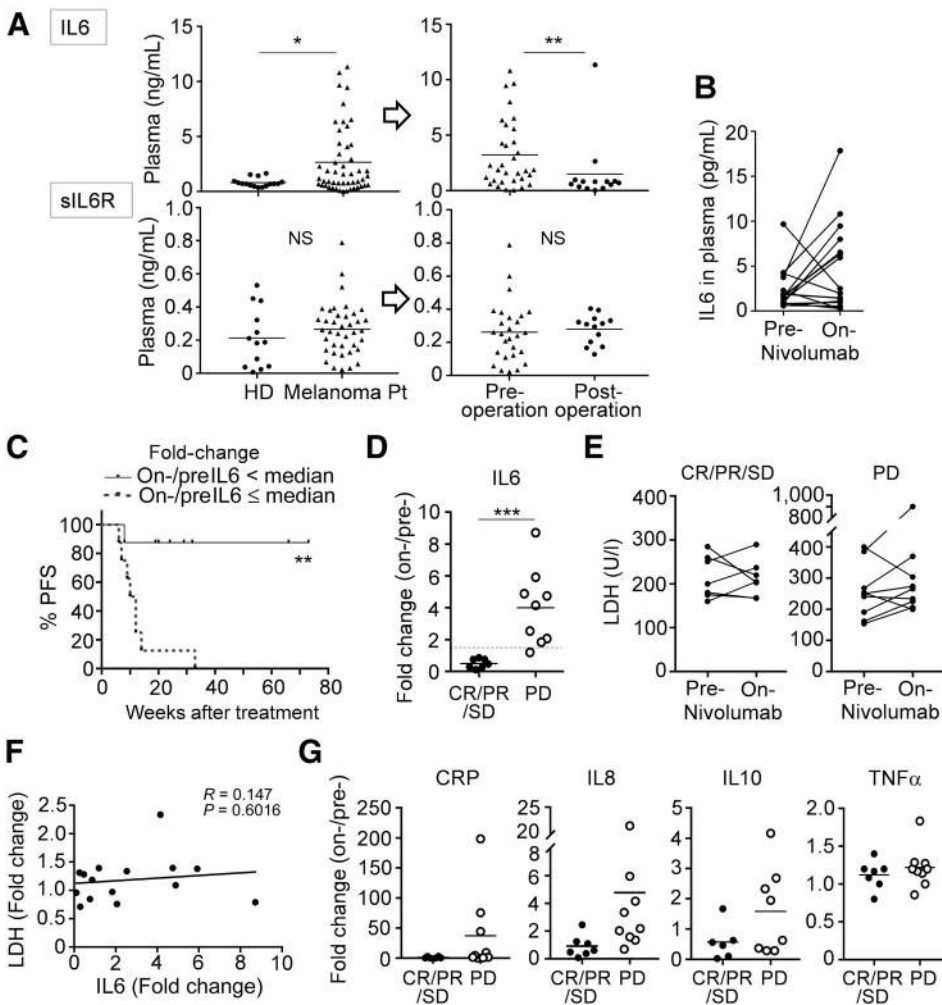 A
IL6
Plasma (ng/mL)
15
10
5
0
*
15
10
5
0
**
sIL6R
Plasma (ng/mL)
1.0
0.8
0.6
0.4
0.2
0
NS
HD Melanoma Pt
1.0
0.8
0.6
0.4
0.2
0
NS
Pre-
operation
Post-
operation
B
IL6 in plasma (pg/mL)
20
15
10
5
0
Pre- On-
Nivolumab
C
Fold-change
On-/preIL6 < median
On-/preIL6 ≤ median
% PFS
100
80
60
40
20
0
**
0 20 40 60 80
Weeks after treatment
D
IL6
Fold change (on-/pre-)
10
8
6
4
2
0
***
CR/PR
/SD
PD
E
CR/PR/SD
LDH (U/l)
400
300
200
100
0
Pre- On-
Nivolumab
PD
1,000
800
400
300
200
100
0
Pre- On-
Nivolumab
F
R = 0.147
P = 0.6016
LDH (Fold change)
2.5
2.0
1.5
1.0
0.5
0
0 2 4 6 8 10
IL6 (Fold change)
G
Fold change (on-/pre-)
CRP
250
200
150
100
50
0
CR/PR
/SD
PD
IL8
25
20
8
6
4
2
0
CR/PR
/SD
PD
IL10
5
4
3
2
1
0
CR/PR
/SD
PD
TNFα
2.0
1.5
1.0
0.5
0.0
CR/PR
/SD
PD